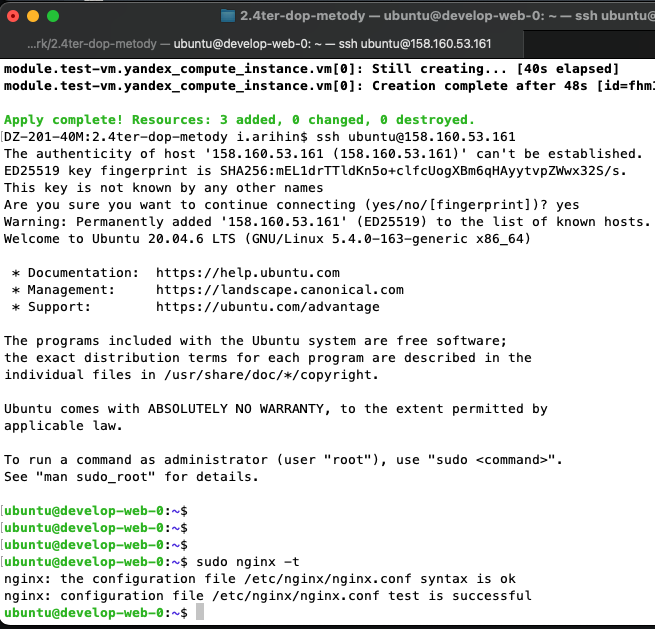 2.4ter-dop-metody — ubuntu@develop-web-0: ~ — ssh ubuntu@
...rk/2.4ter-dop-metody — ubuntu@develop-web-0: ~ — ssh ubuntu@158.160.53.161
module.test-vm.yandex_compute_instance.vm[0]: Still creating... [40s elapsed]
module.test-vm.yandex_compute_instance.vm[0]: Creation complete after 48s [id=fhm
Apply complete! Resources: 3 added, 0 changed, 0 destroyed.
[DZ-201-40M:2.4ter-dop-metody i.arihin$ ssh ubuntu@158.160.53.161
The authenticity of host '158.160.53.161 (158.160.53.161)' can't be established.
ED25519 key fingerprint is SHA256:mEL1drTTldKn5o+clfcUogXBm6qHAyytvpZWwx32S/s.
This key is not known by any other names
Are you sure you want to continue connecting (yes/no/[fingerprint])? yes
Warning: Permanently added '158.160.53.161' (ED25519) to the list of known hosts.
Welcome to Ubuntu 20.04.6 LTS (GNU/Linux 5.4.0-163-generic x86_64)
* Documentation: https://help.ubuntu.com
* Management: https://landscape.canonical.com
* Support: https://ubuntu.com/advantage
The programs included with the Ubuntu system are free software;
the exact distribution terms for each program are described in the
individual files in /usr/share/doc/*/copyright.
Ubuntu comes with ABSOLUTELY NO WARRANTY, to the extent permitted by
applicable law.
To run a command as administrator (user "root"), use "sudo <command>".
See "man sudo_root" for details.
[ubuntu@develop-web-0:~$
[ubuntu@develop-web-0:~$
[ubuntu@develop-web-0:~$
[ubuntu@develop-web-0:~$ sudo nginx -t
nginx: the configuration file /etc/nginx/nginx.conf syntax is ok
nginx: configuration file /etc/nginx/nginx.conf test is successful
ubuntu@develop-web-0:~$